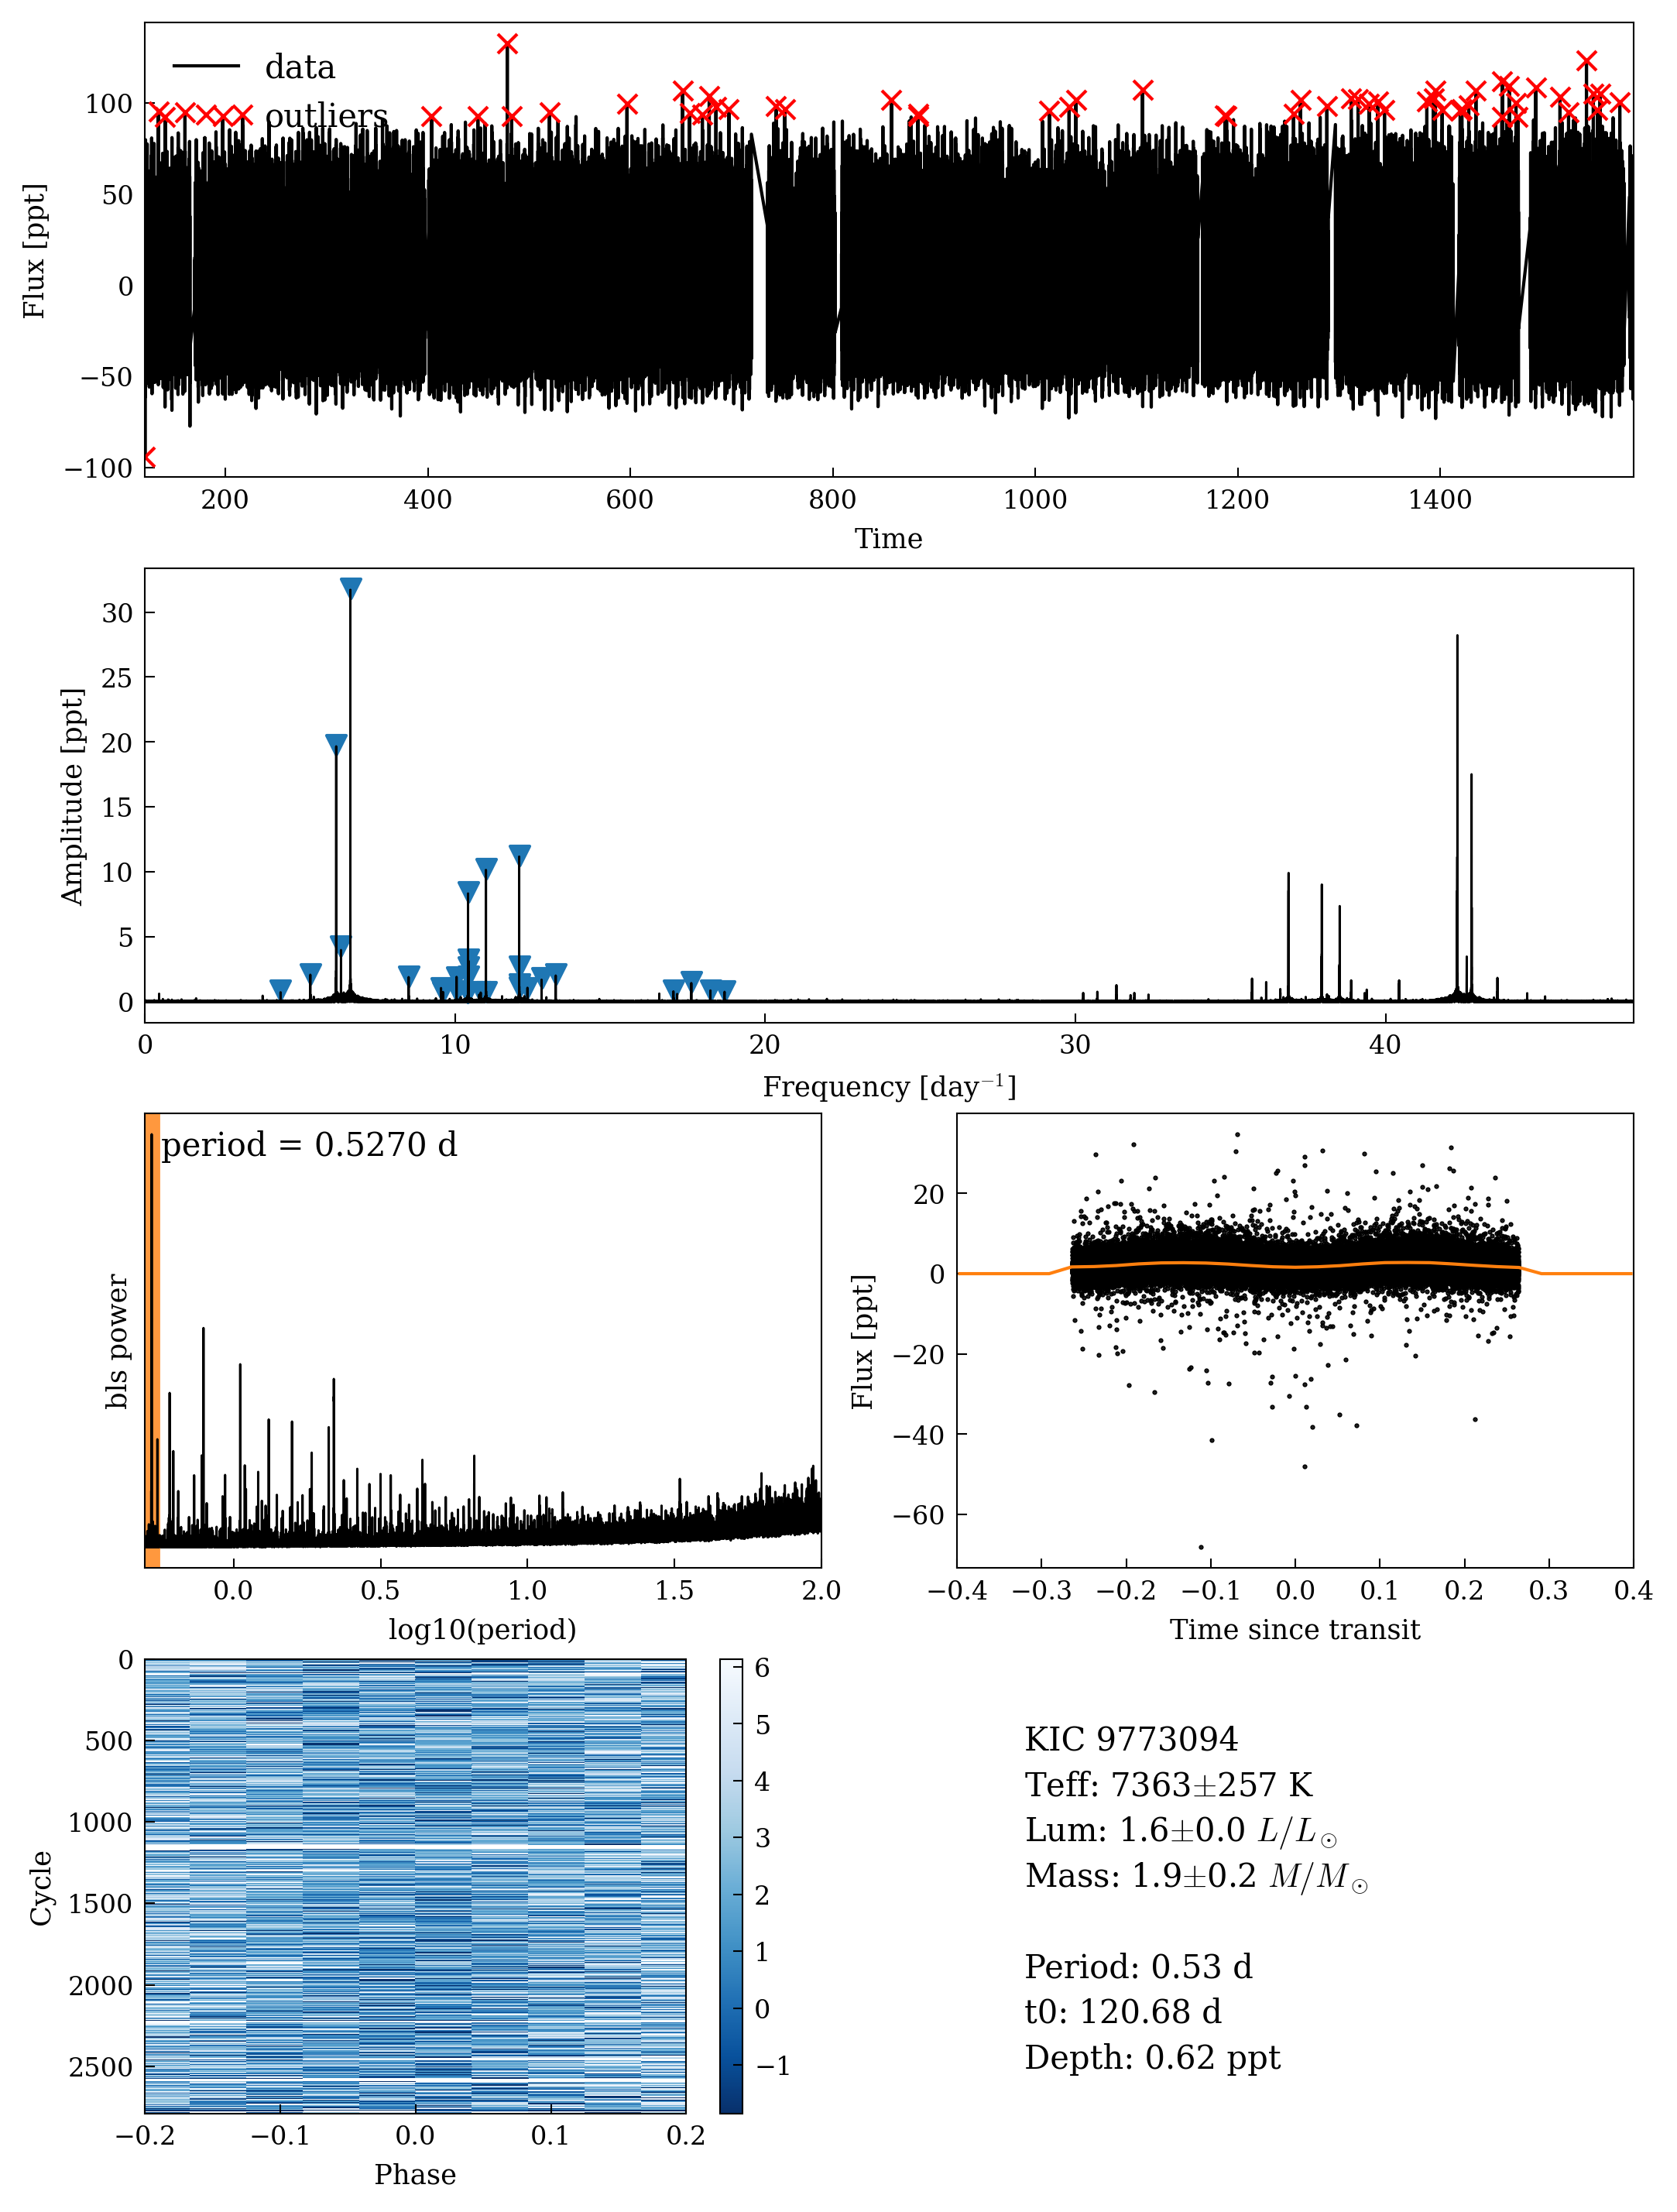 data
outliers
Flux [ppt]
100
50
0
−50
−100
200 400 600 800 1000 1200 1400
Time
Amplitude [ppt]
30
25
20
15
10
5
0
0 10 20 30 40
Frequency [day⁻¹]
period = 0.5270 d
bls power
0.0 0.5 1.0 1.5 2.0
log10(period)
Flux [ppt]
20
0
−20
−40
−60
−0.4 −0.3 −0.2 −0.1 0.0 0.1 0.2 0.3 0.4
Time since transit
Cycle
0
500
1000
1500
2000
2500
−0.2 −0.1 0.0 0.1 0.2
Phase
6
5
4
3
2
1
0
−1
KIC 9773094
Teff: 7363±257 K
Lum: 1.6±0.0 L/L⊙
Mass: 1.9±0.2 M/M⊙
Period: 0.53 d
t0: 120.68 d
Depth: 0.62 ppt